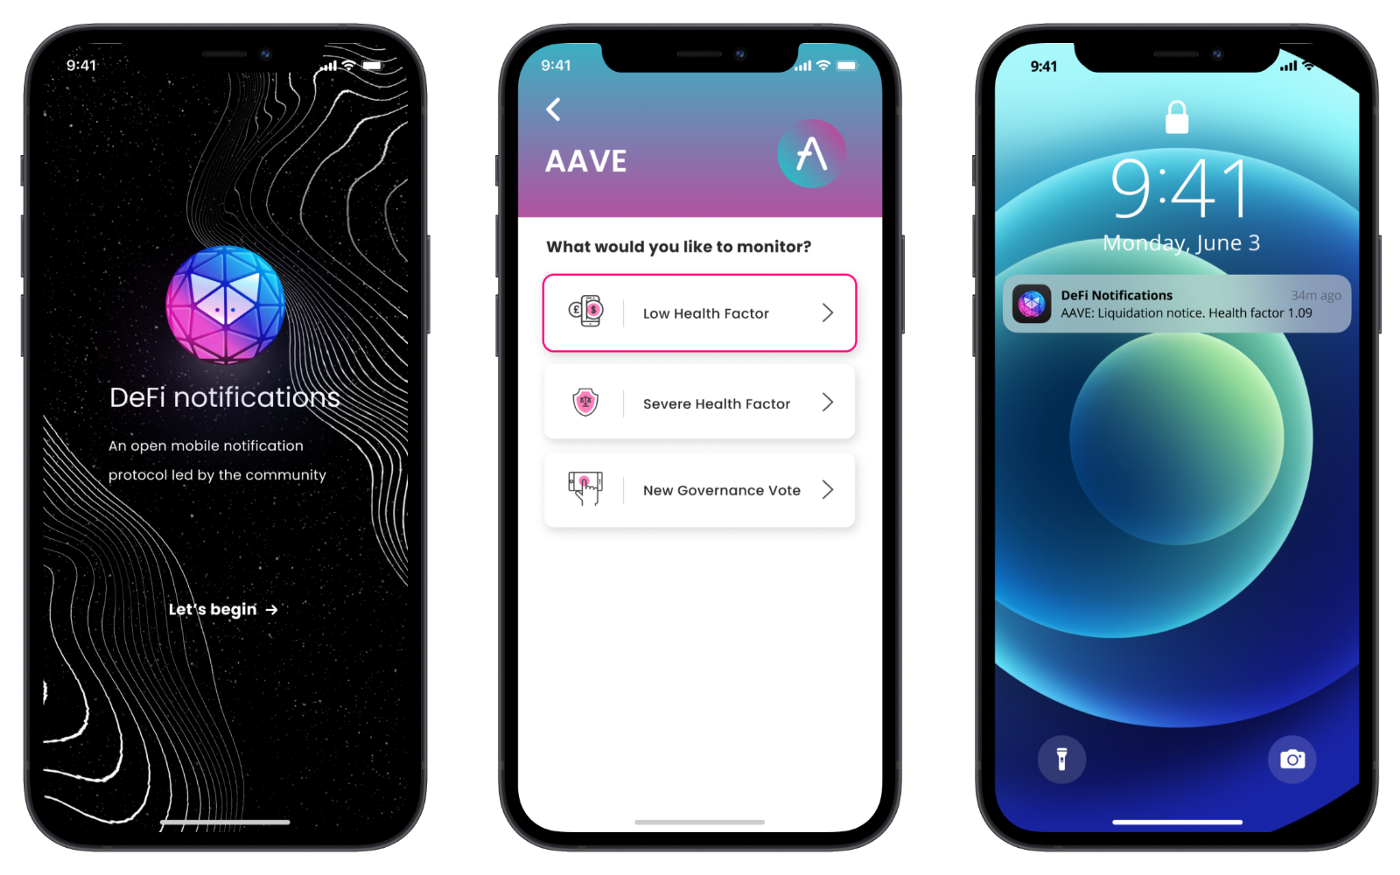 9:41
DeFi notifications
An open mobile notification
protocol led by the community
Let's begin →
9:41
AAVE
What would you like to monitor?
£ $
Low Health Factor
Severe Health Factor
New Governance Vote
9:41
9:41
Monday, June 3
DeFi Notifications 34m ago
AAVE: Liquidation notice. Health factor 1.09